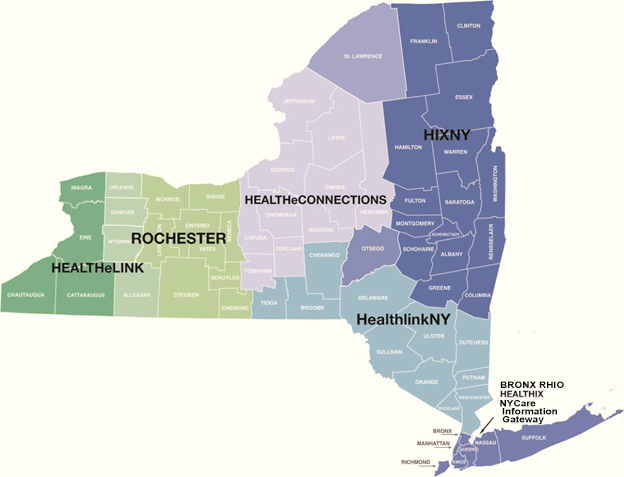 CLINTON
FRANKLIN
ST. LAWRENCE
ESSEX
JEFFERSON
LEWIS
HIXNY
HAMILTON
WARREN
WASHINGTON
OSWEGO
ONEIDA
HEALTHeCONNECTIONS
HERKIMER
FULTON
SARATOGA
NIAGRA
ORLEANS
MONROE
WAYNE
GENESEE
ONTARIO
SENECA
ONONDAGA
MADISON
MONTGOMERY
SCHENECTADY
RENSSELAER
ERIE
WYOMING
ROCHESTER
YATES
CAYUGA
CORTLAND
CHENANGO
OTSEGO
SCHOHARIE
ALBANY
HEALTHeLINK
TOMPKINS
SCHUYLER
CHAUTAUQUA
CATTARAUGUS
ALLEGANY
STEUBEN
CHEMUNG
TIOGA
BROOME
DELAWARE
GREENE
COLUMBIA
HealthlinkNY
ULSTER
DUTCHESS
SULLIVAN
ORANGE
PUTNAM
WESTCHESTER
ROCKLAND
BRONX RHIO
HEALTHIX
NYCare
Information
Gateway
BRONX
MANHATTAN
RICHMOND
QUEENS
KINGS
NASSAU
SUFFOLK